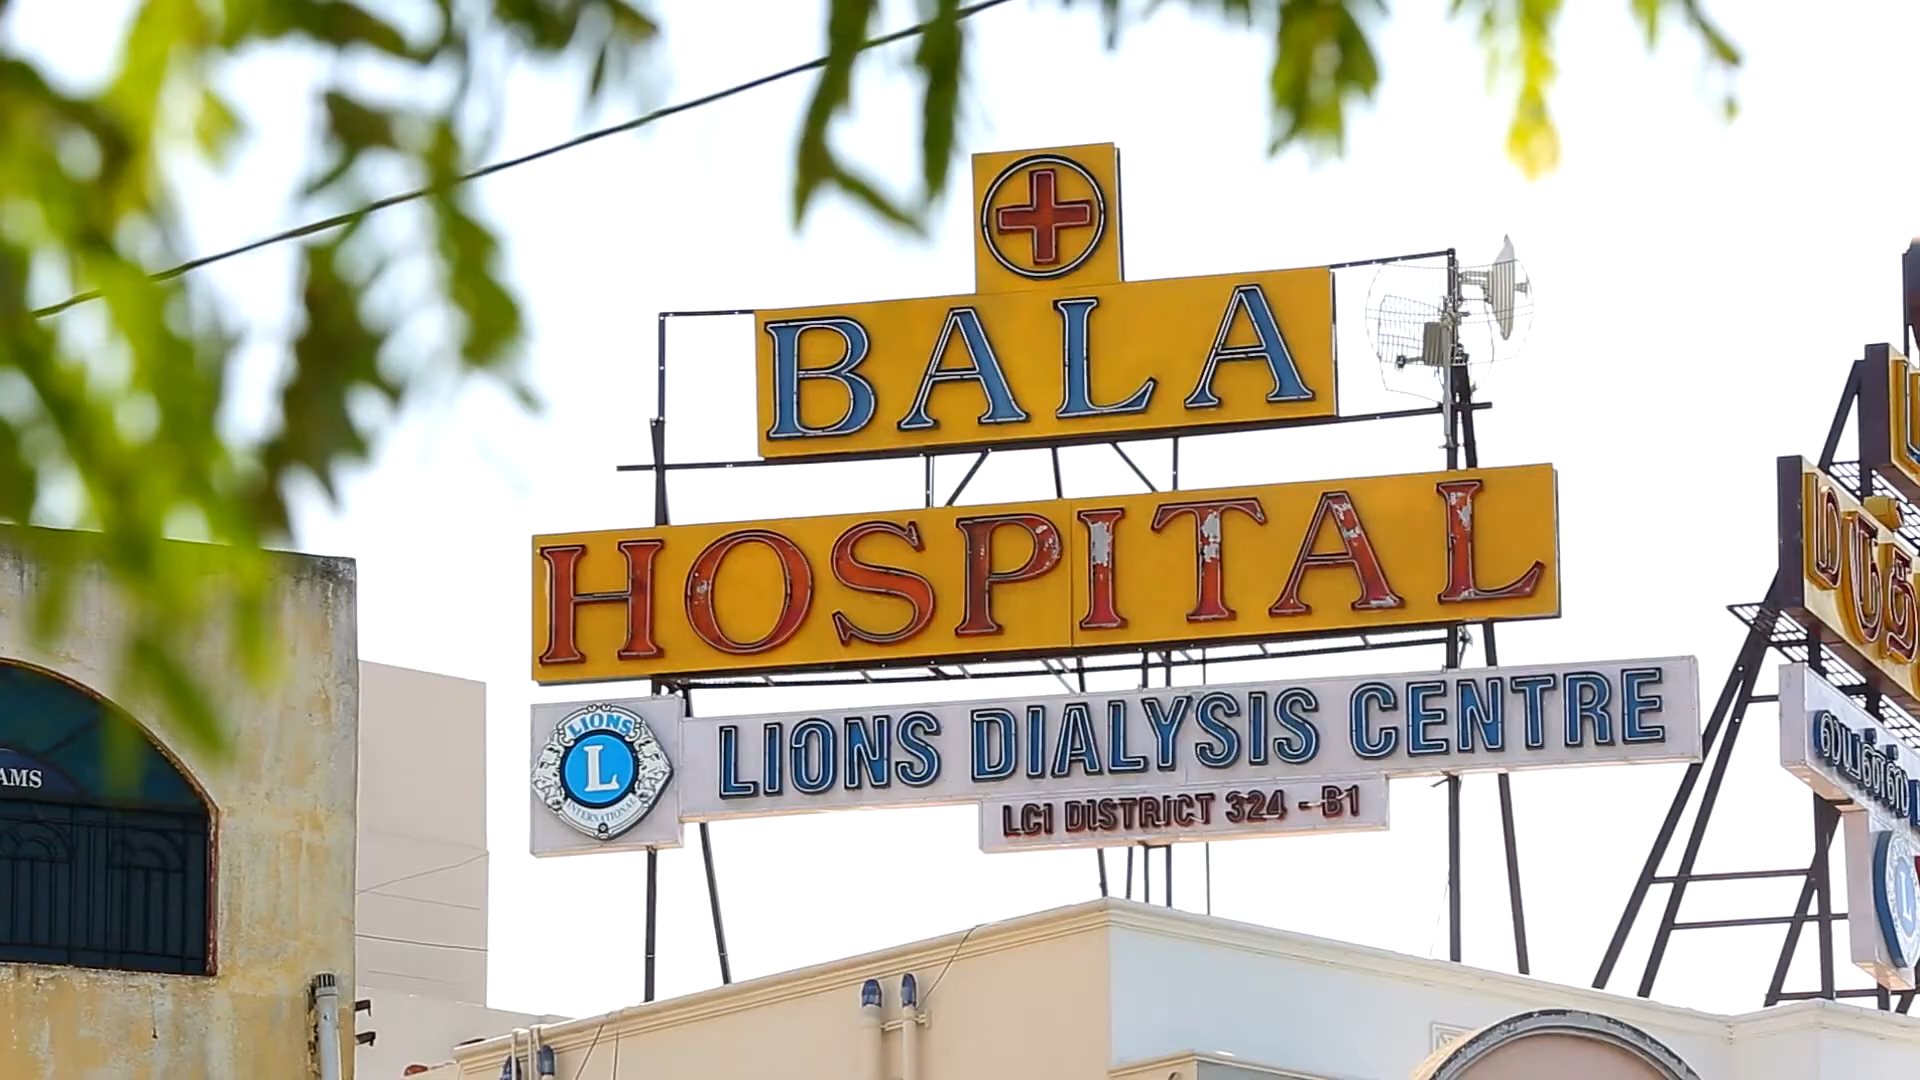 BALA
HOSPITAL
LIONS
L
INTERNATIONAL
LIONS DIALYSIS CENTRE
LCI DISTRICT 324 - B1
AMS
L